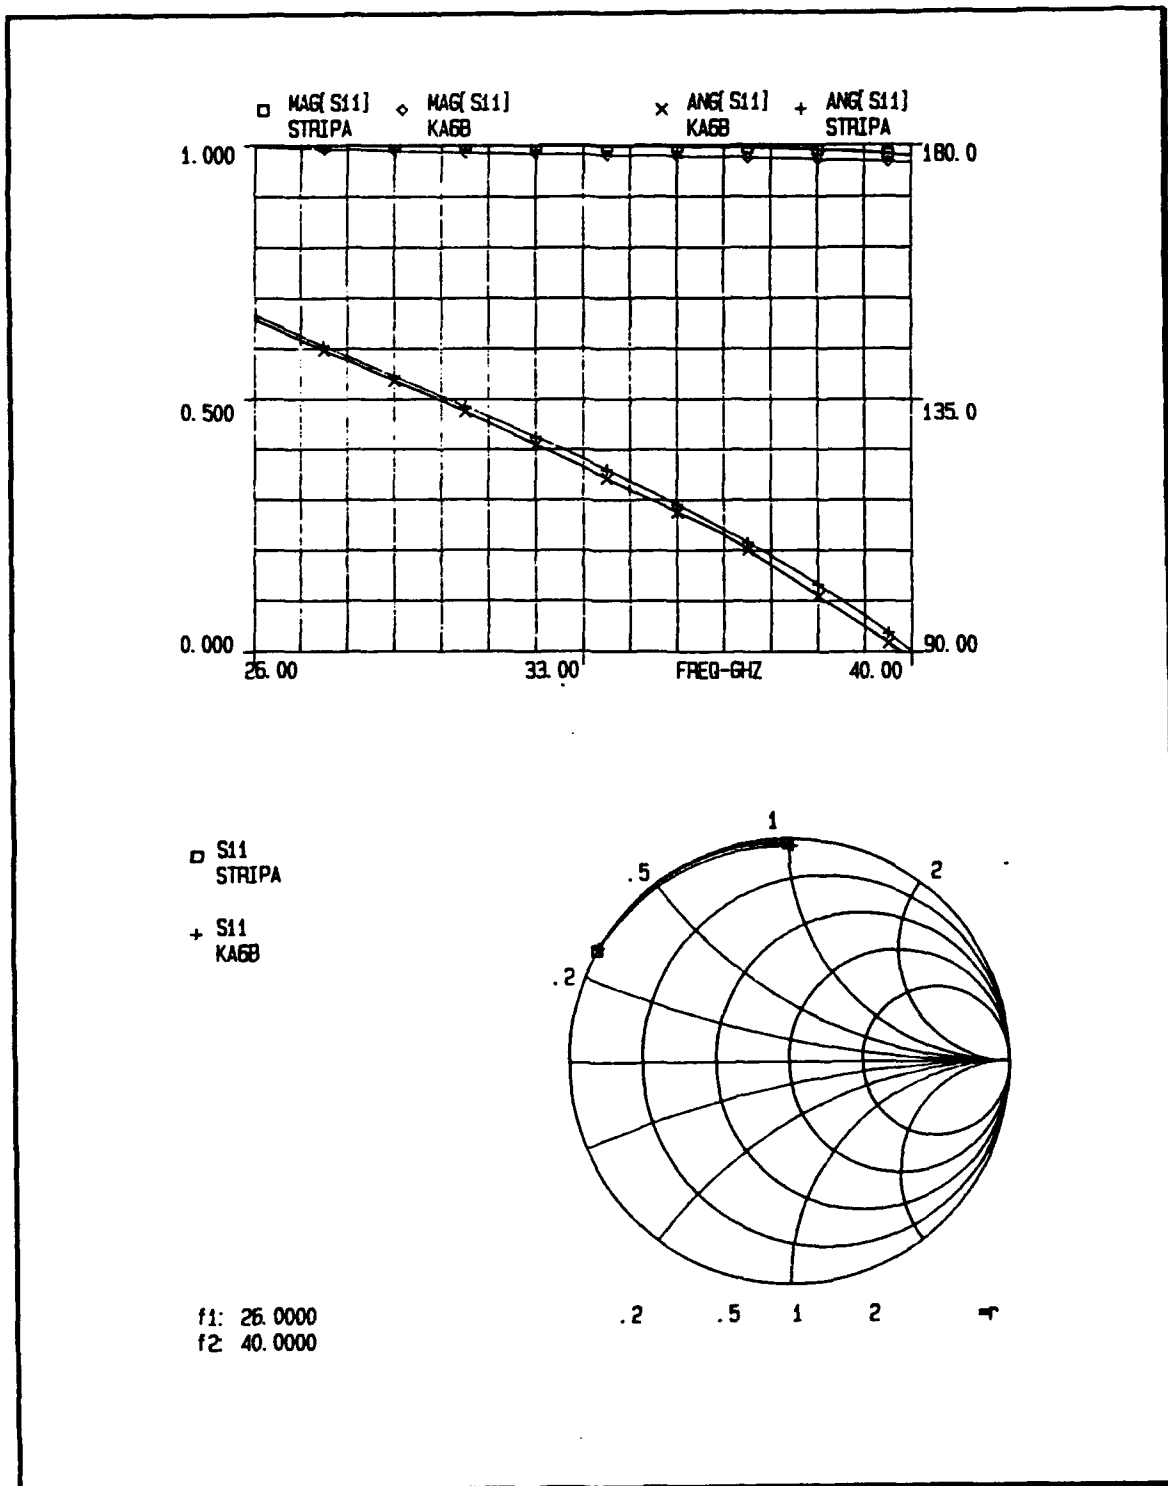 □ MAG[S11] ◇ MAG[S11] × ANG[S11] + ANG[S11]
STRIPA KA6B KA6B STRIPA
1.000 180.0
0.500 135.0
0.000 90.00
26.00 33.00 FREQ-GHZ 40.00
1
□ S11 .5 2
STRIPA
+ S11
KA6B
.2
f1: 26.0000 .2 .5 1 2 =r
f2: 40.0000